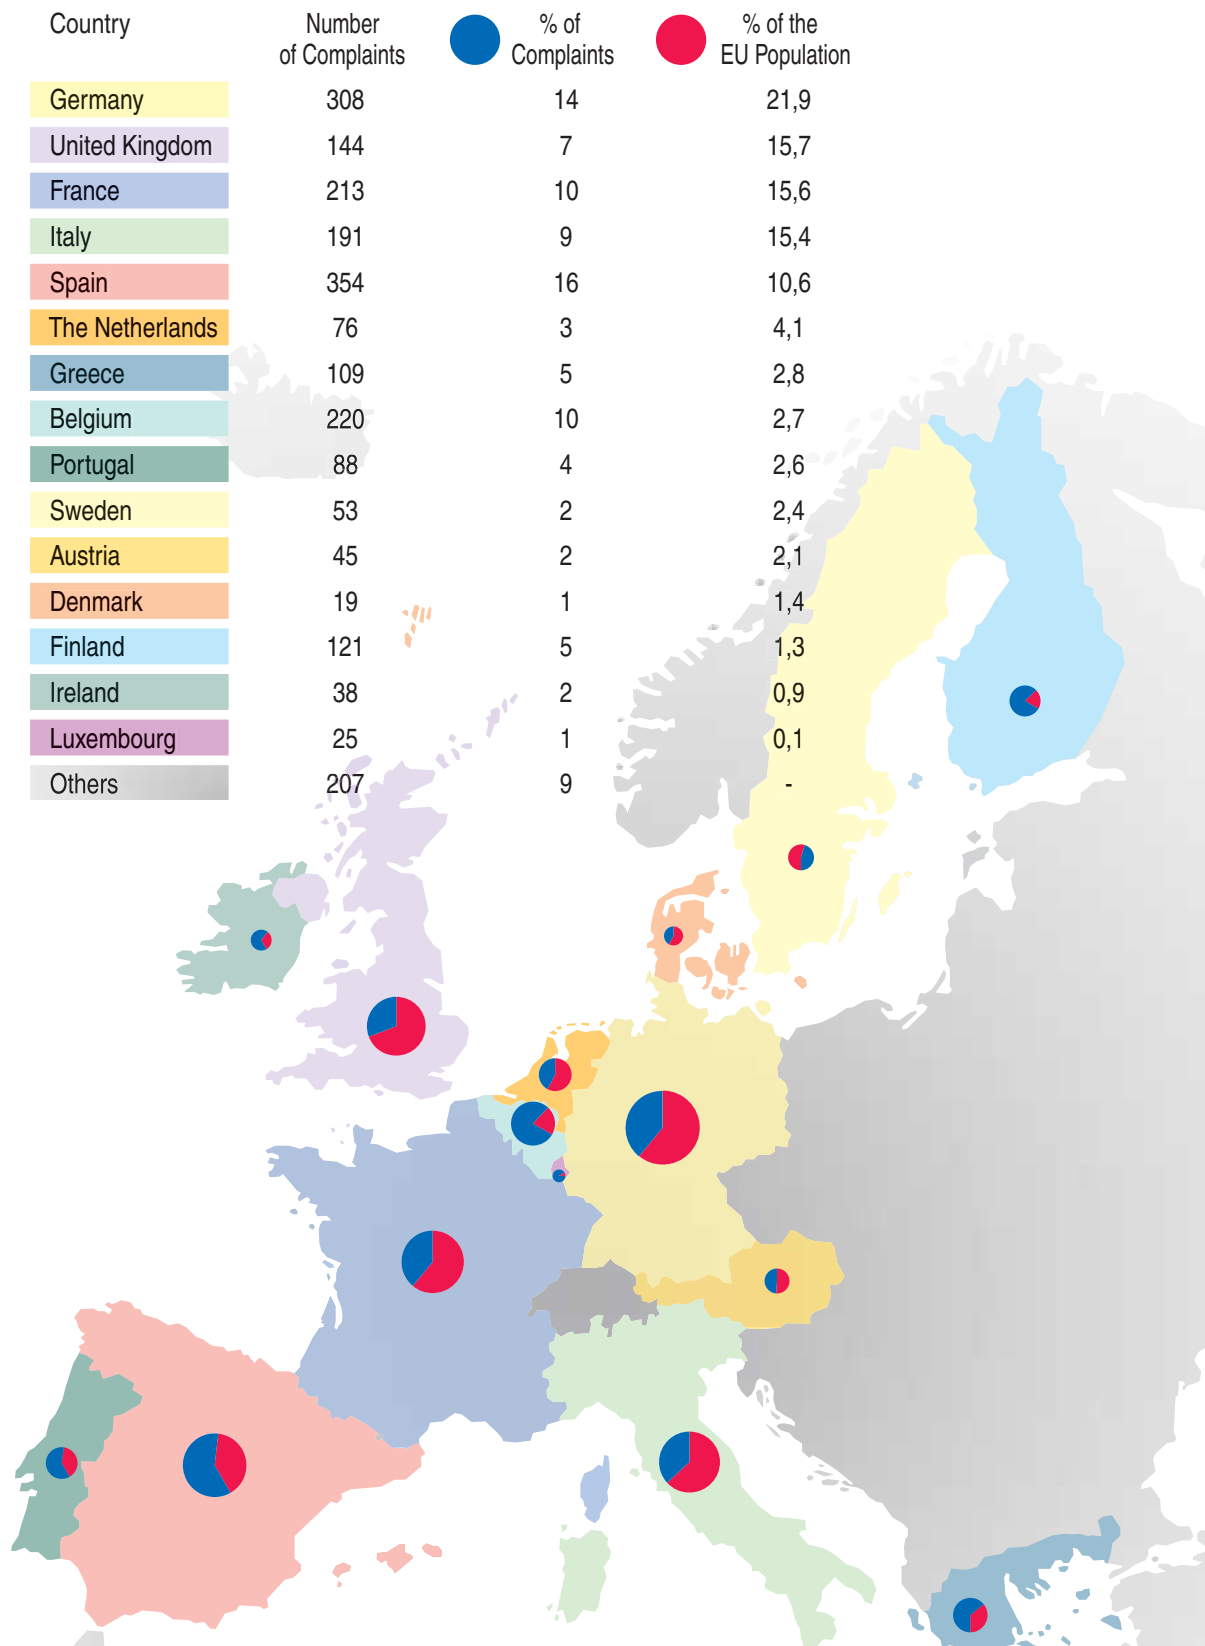 Country Number of Complaints % of Complaints % of the EU Population
Germany 308 14 21,9
United Kingdom 144 7 15,7
France 213 10 15,6
Italy 191 9 15,4
Spain 354 16 10,6
The Netherlands 76 3 4,1
Greece 109 5 2,8
Belgium 220 10 2,7
Portugal 88 4 2,6
Sweden 53 2 2,4
Austria 45 2 2,1
Denmark 19 1 1,4
Finland 121 5 1,3
Ireland 38 2 0,9
Luxembourg 25 1 0,1
Others 207 9 -